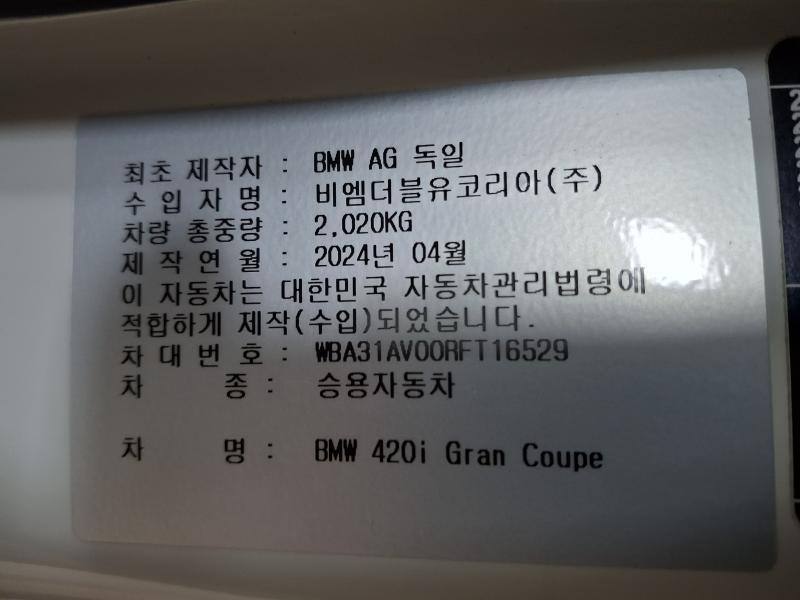 최초 제작자 : BMW AG 독일
수 입 자 명 : 비엠더블유코리아(주)
차량 총중량 : 2,020KG
제 작 연 월 : 2024년 04월
이 자동차는 대한민국 자동차관리법령에
적합하게 제작(수입)되었습니다.
차 대 번 호 : WBA31AV00RFT16529
차 종 : 승용자동차
차 명 : BMW 420i Gran Coupe